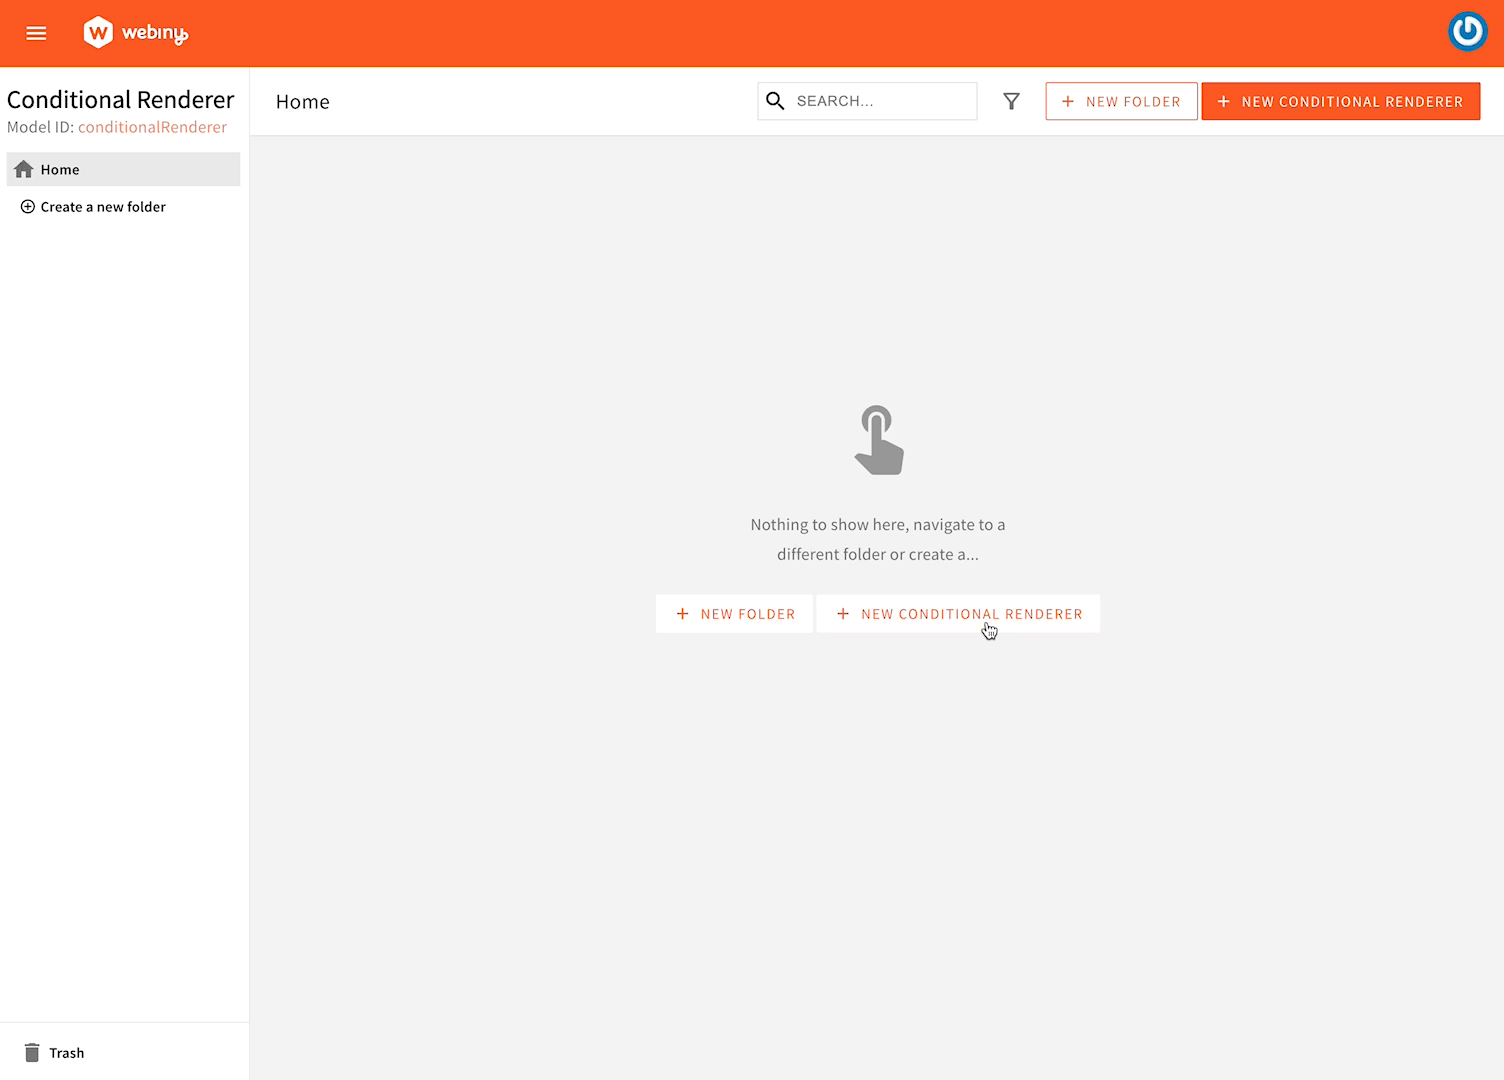 webiny
Conditional Renderer
Model ID: conditionalRenderer
Home
Create a new folder
Trash
Home
SEARCH...
+ NEW FOLDER
+ NEW CONDITIONAL RENDERER
Nothing to show here, navigate to a
different folder or create a...
+ NEW FOLDER
+ NEW CONDITIONAL RENDERER